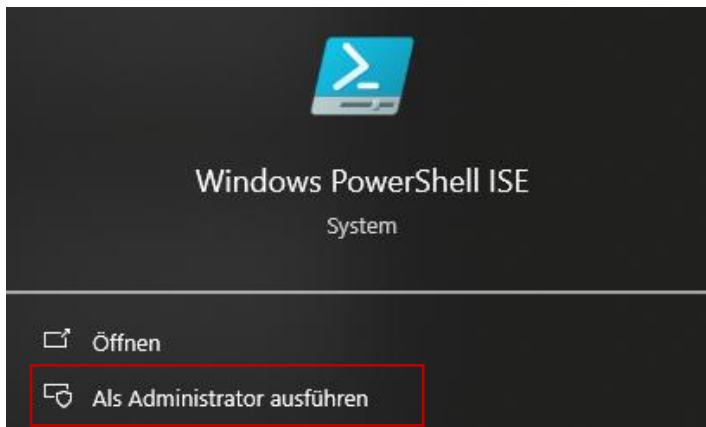 Windows PowerShell ISE
System
Öffnen
Als Administrator ausführen